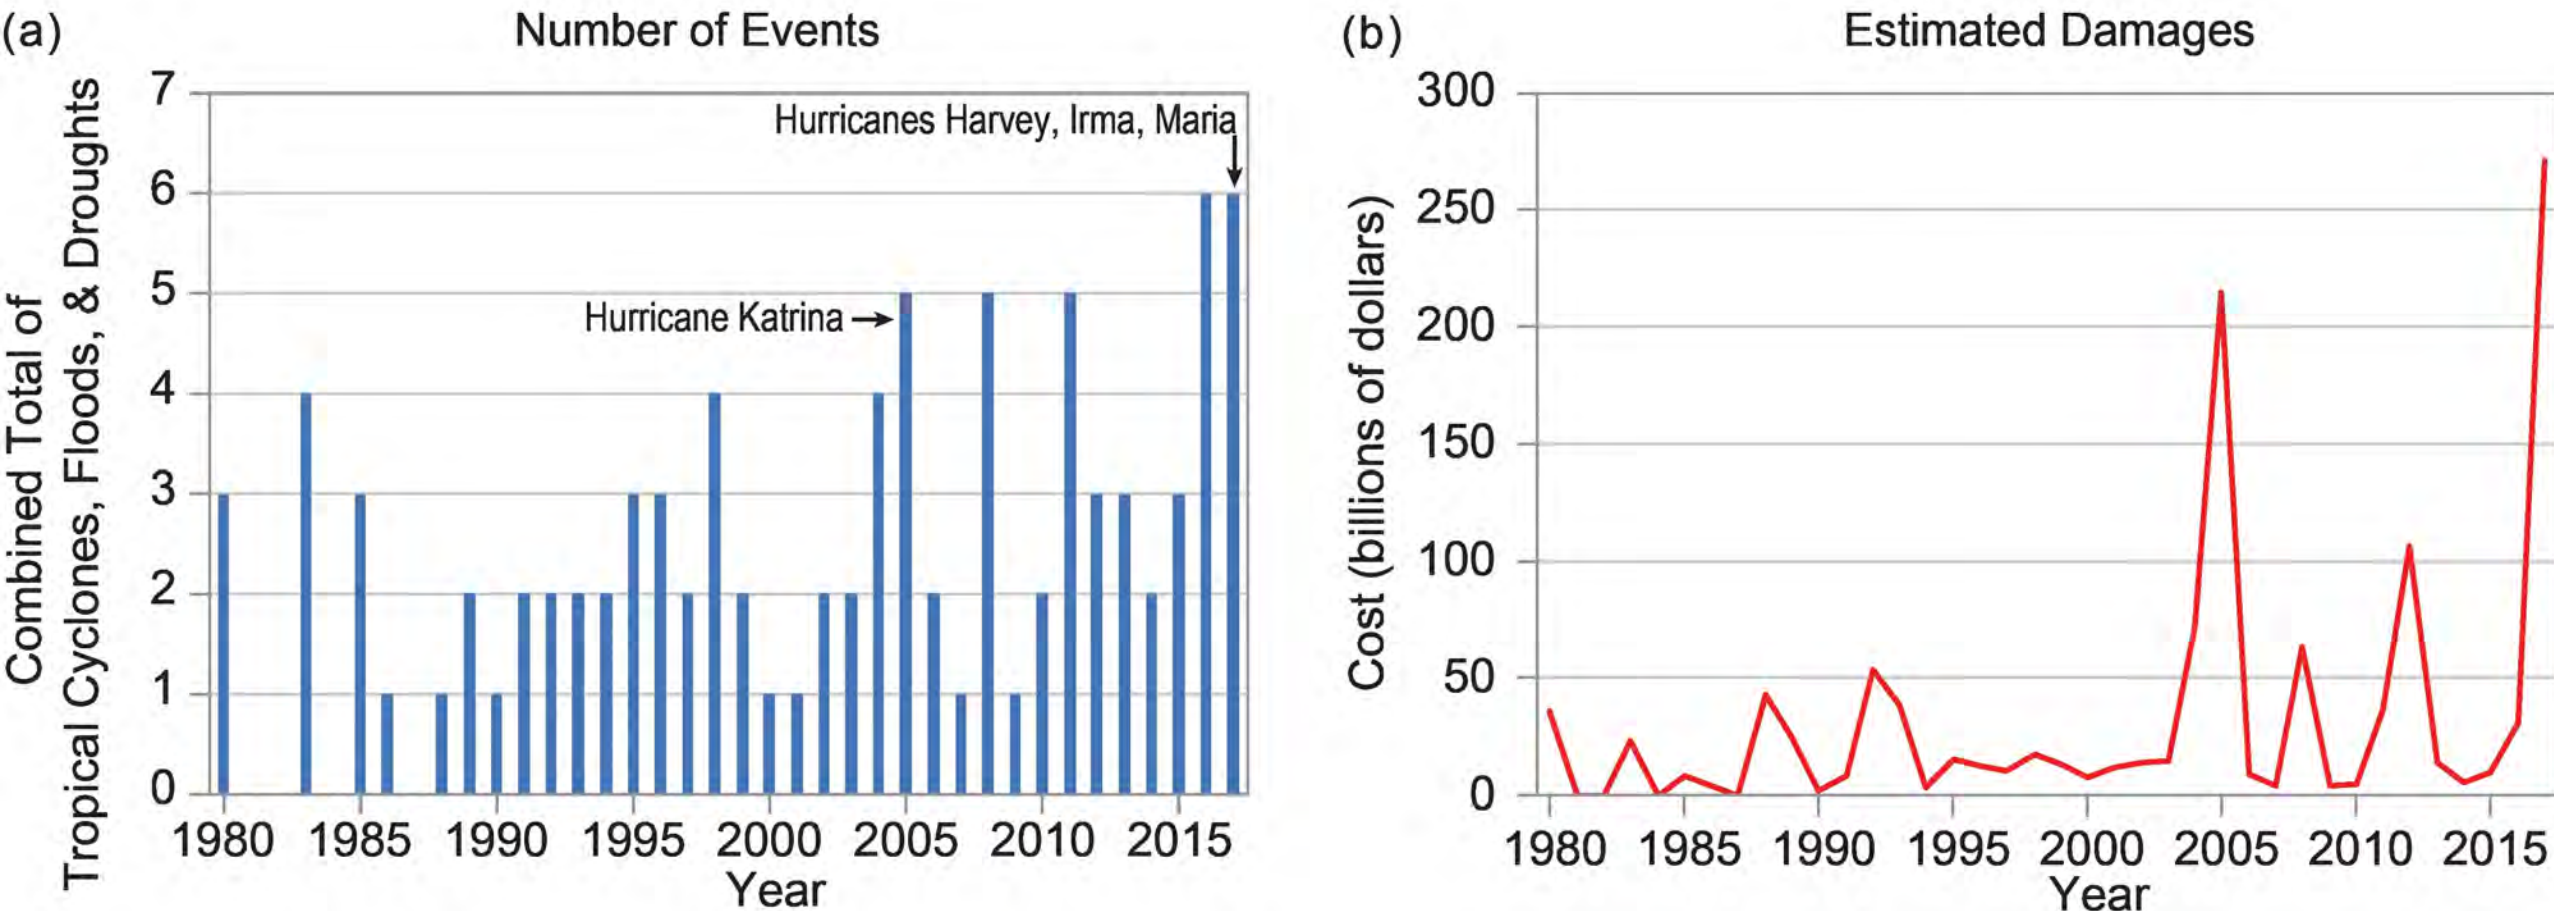 (a)
Number of Events
Combined Total of
Tropical Cyclones, Floods, & Droughts
7
6
5
4
3
2
1
0
Hurricanes Harvey, Irma, Maria
Hurricane Katrina
1980 1985 1990 1995 2000 2005 2010 2015
Year
(b)
Estimated Damages
Cost (billions of dollars)
300
250
200
150
100
50
0
1980 1985 1990 1995 2000 2005 2010 2015
Year